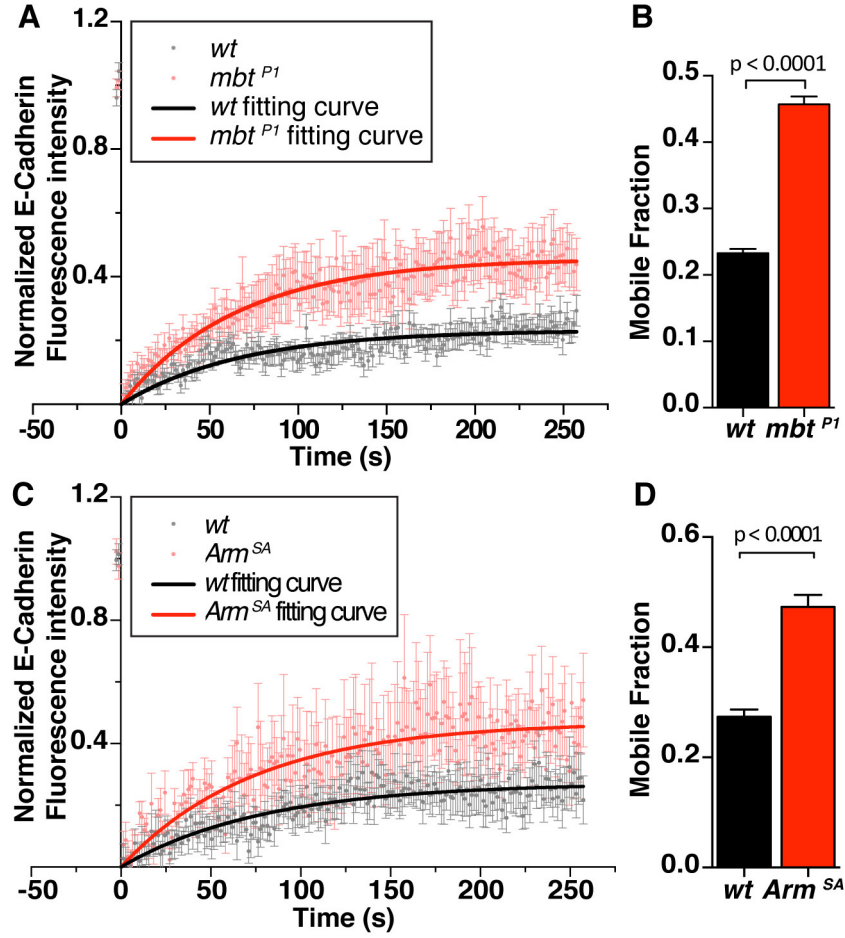 A
Normalized E-Cadherin
Fluorescence intensity
1.2
0.8
0.4
wt
mbt P1
wt fitting curve
mbt P1 fitting curve
-50 0 50 100 150 200 250
Time (s)
B
Mobile Fraction
p < 0.0001
0.5
0.4
0.3
0.2
0.1
0.0
wt mbt P1
C
Normalized E-Cadherin
Fluorescence intensity
1.2
0.8
0.4
wt
Arm SA
wt fitting curve
Arm SA fitting curve
-50 0 50 100 150 200 250
Time (s)
D
Mobile Fraction
p < 0.0001
0.6
0.4
0.2
0.0
wt Arm SA